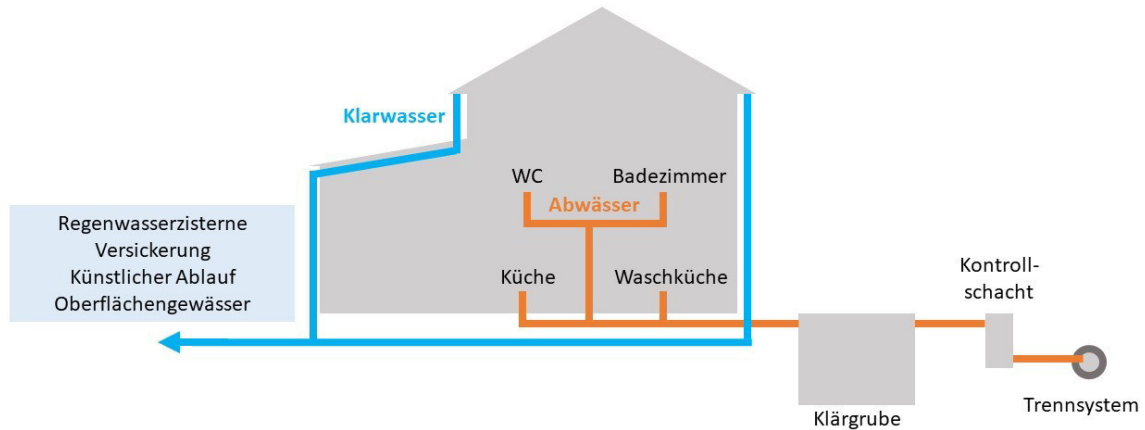 Klarwasser
WC
Badezimmer
Abwässer
Regenwasserzisterne
Versickerung
Künstlicher Ablauf
Oberflächengewässer
Küche
Waschküche
Kontroll-
schacht
Klärgrube
Trennsystem